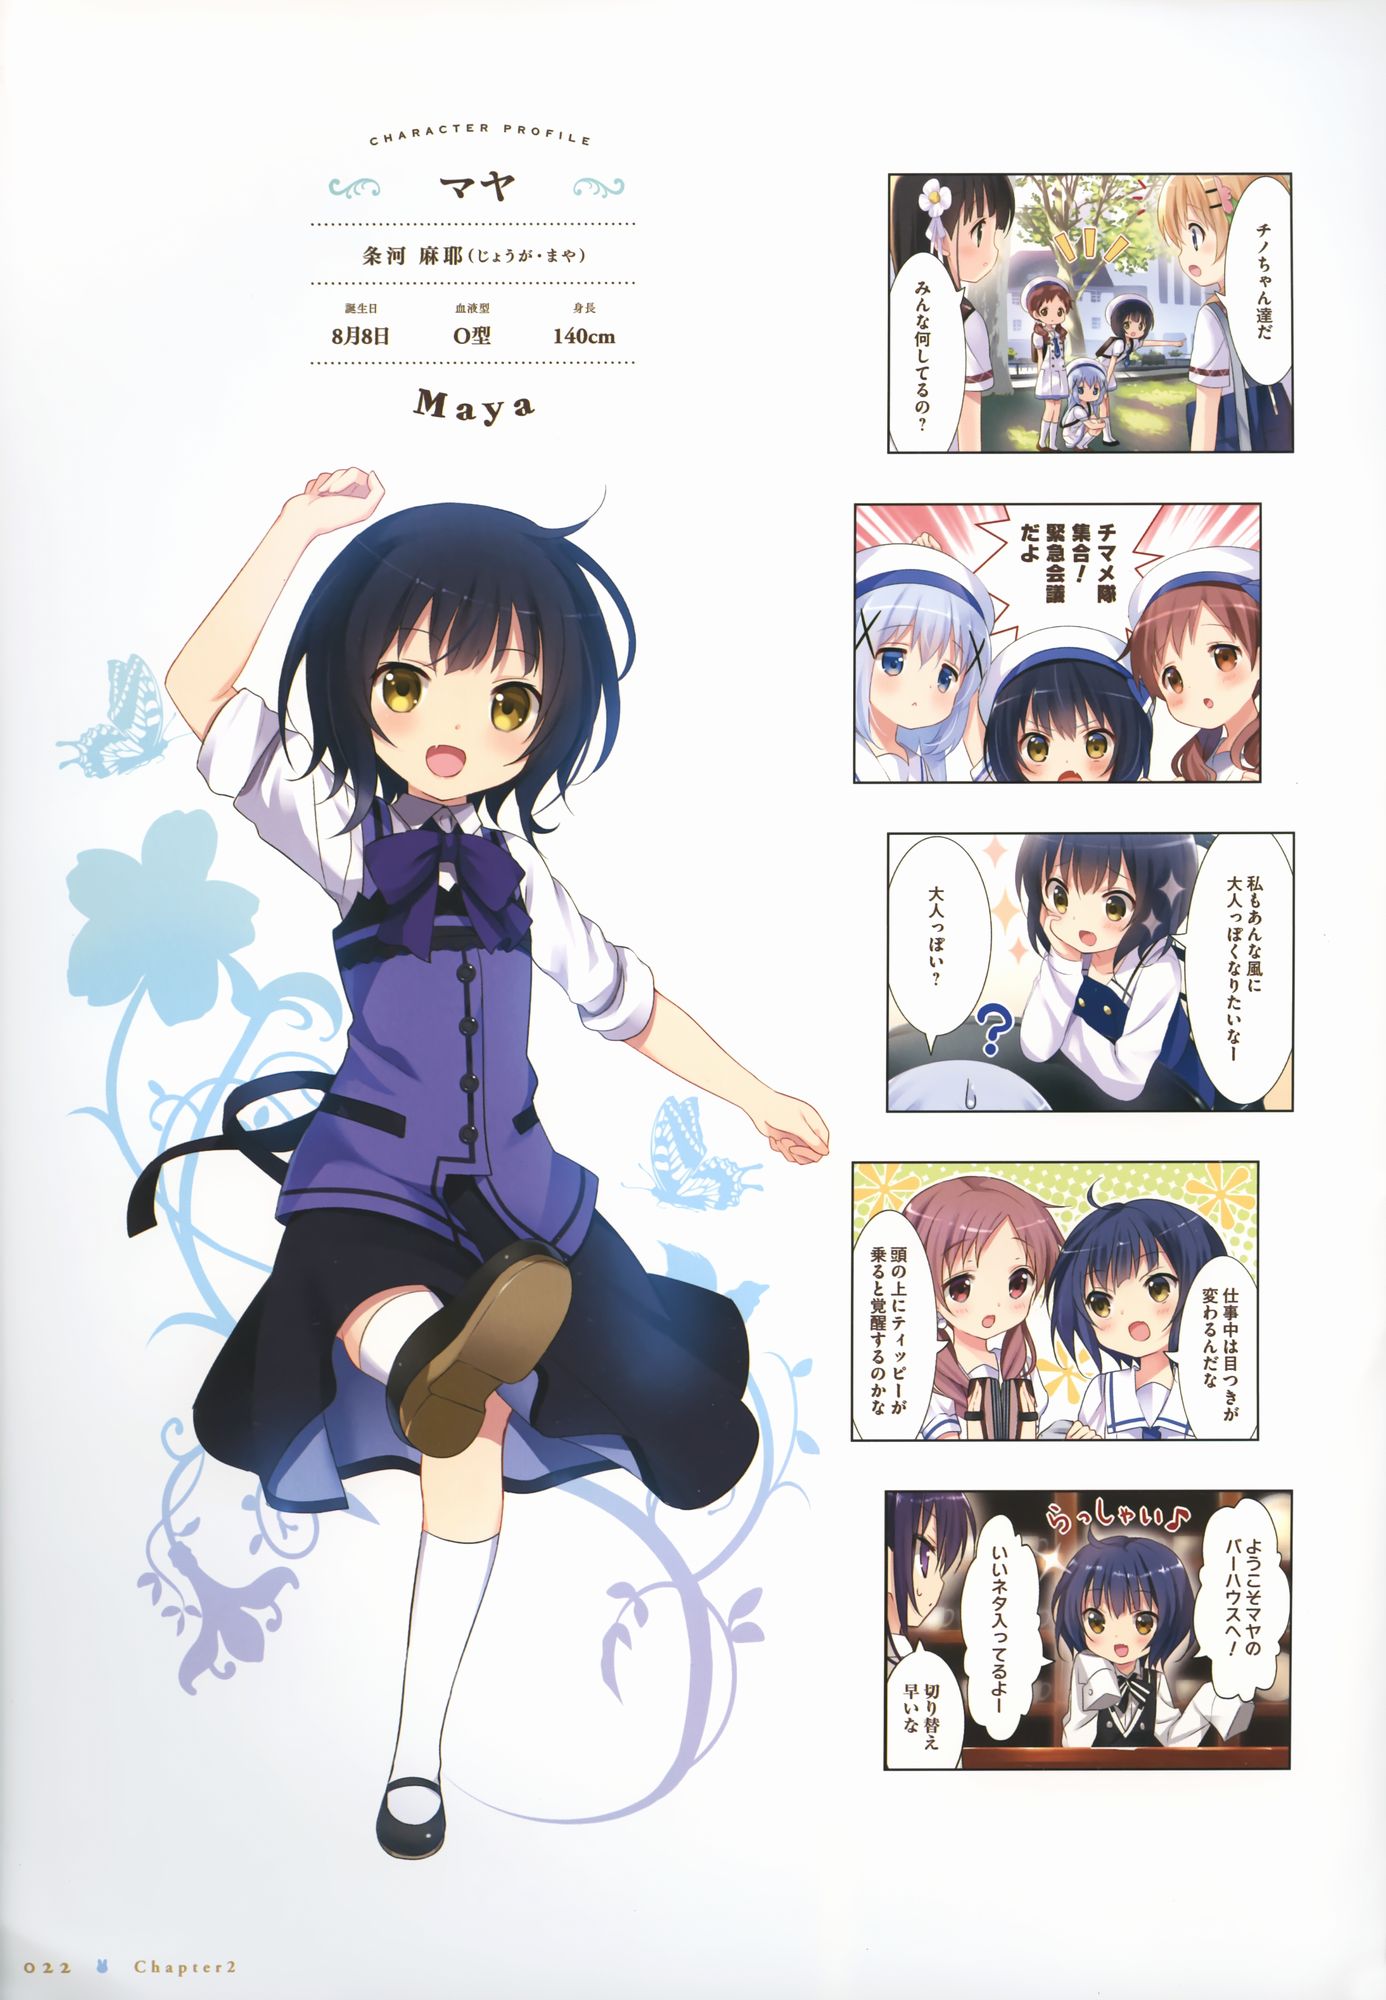 CHARACTER PROFILE
マヤ
条河 麻耶(じょうが・まや)
誕生日
8月8日
血液型
O型
身長
140cm
Maya
チノちゃん達だ
みんな何してるの?
チマメ隊
集合!
緊急会議
だよ
私もあんな風に
大人っぽくなりたいなー
大人っぽい?
?
仕事中は目つきが
変わるんだな
頭の上にティッピーが
乗ると覚醒するのかな
らっしゃい♪
ようこそマヤの
バーハウスへ!
いいネタ入ってるよー
切り替え
早いな
022
Chapter2